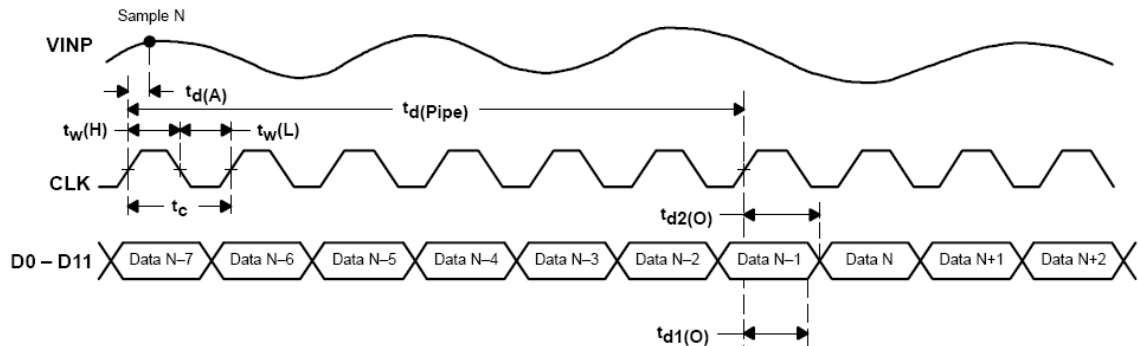 Sample N
VINP
td(A)
td(Pipe)
tw(H)
tw(L)
CLK
tc
td2(O)
D0 – D11
Data N–7
Data N–6
Data N–5
Data N–4
Data N–3
Data N–2
Data N–1
Data N
Data N+1
Data N+2
td1(O)